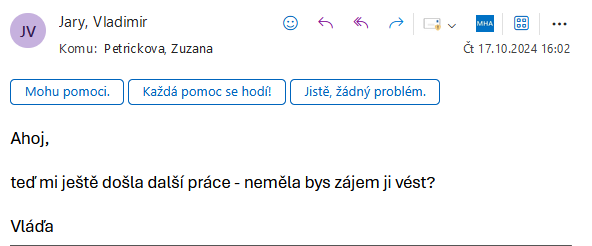 JV
Jary, Vladimir
MHA
Komu: Petrickova, Zuzana
Čt 17.10.2024 16:02
Mohu pomoci. Každá pomoc se hodí! Jistě, žádný problém.
Ahoj,
teď mi ještě došla další práce - neměla bys zájem ji vést?
Vláďa